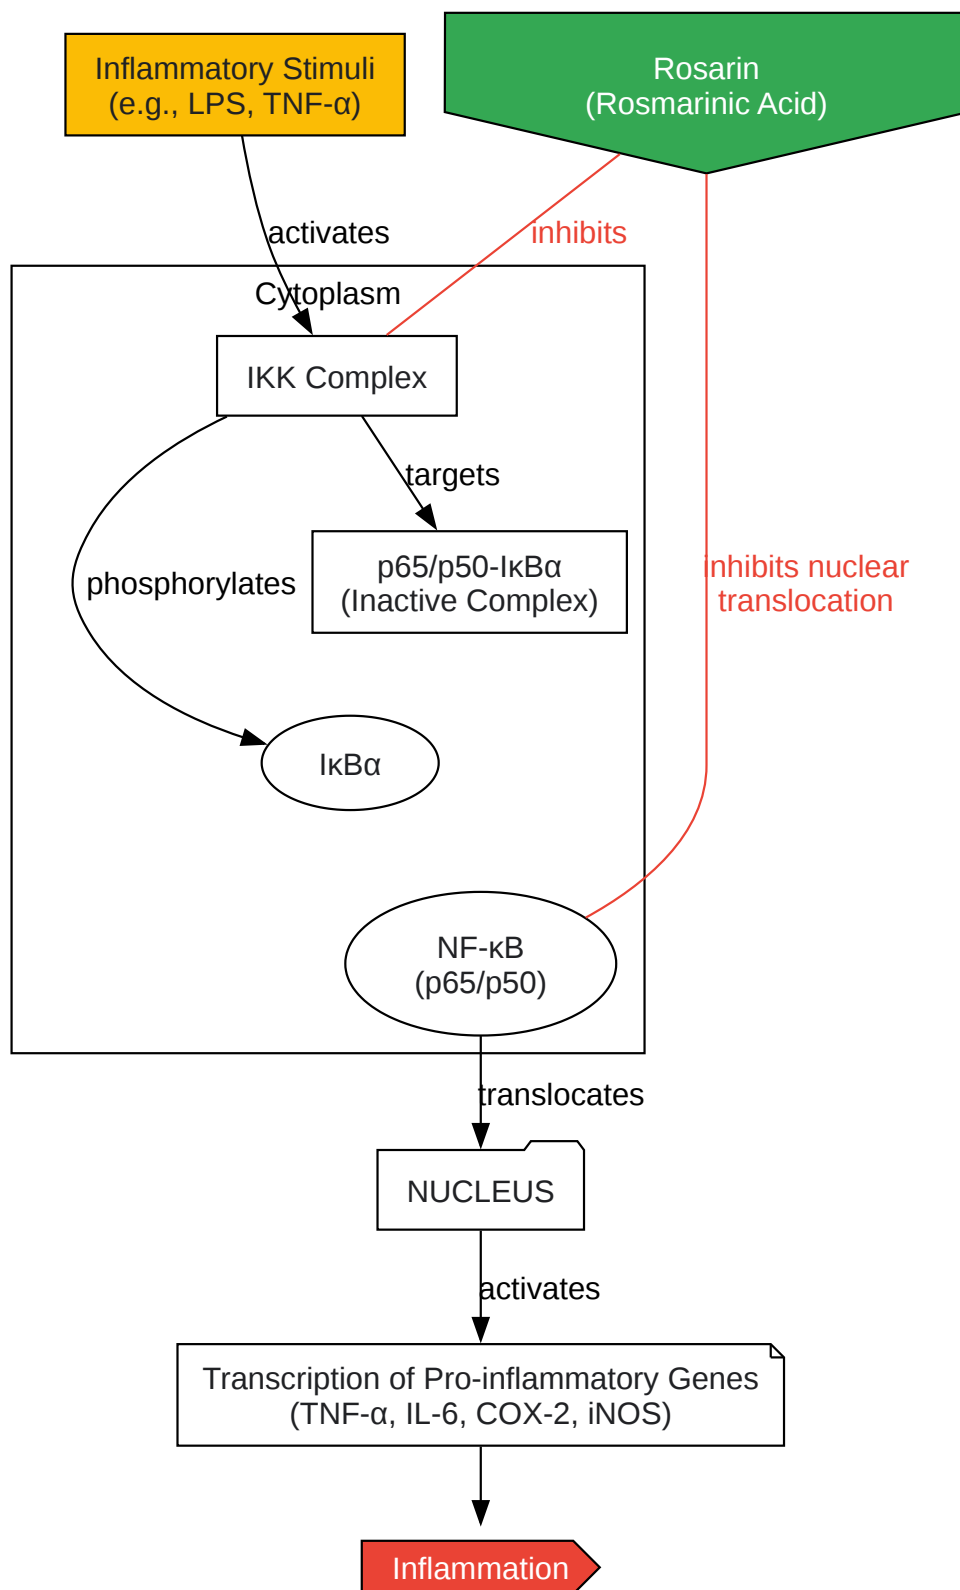 Inflammatory Stimuli
(e.g., LPS, TNF-α)
Rosarin
(Rosmarinic Acid)
activates
inhibits
Cytoplasm
IKK Complex
targets
phosphorylates
p65/p50-IκBα
(Inactive Complex)
inhibits nuclear
translocation
IκBα
NF-κB
(p65/p50)
translocates
NUCLEUS
activates
Transcription of Pro-inflammatory Genes
(TNF-α, IL-6, COX-2, iNOS)
Inflammation